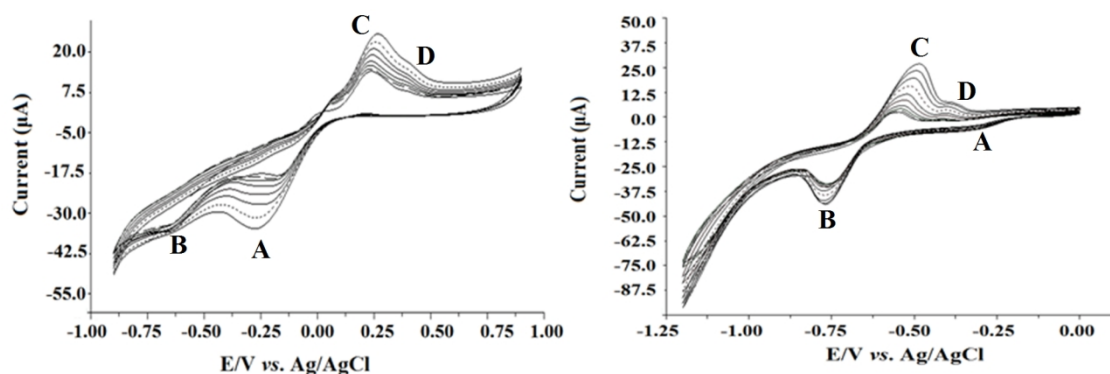 C
D
20.0
7.5
-5.0
-17.5
-30.0
-42.5
-55.0
Current (µA)
B
A
-1.00
-0.75
-0.50
-0.25
0.00
0.25
0.50
0.75
1.00
E/V vs. Ag/AgCl
50.0
37.5
25.0
12.5
0.0
-12.5
-25.0
-37.5
-50.0
-62.5
-75.0
-87.5
Current (µA)
C
D
A
B
-1.25
-1.00
-0.75
-0.50
-0.25
0.00
E/V vs. Ag/AgCl